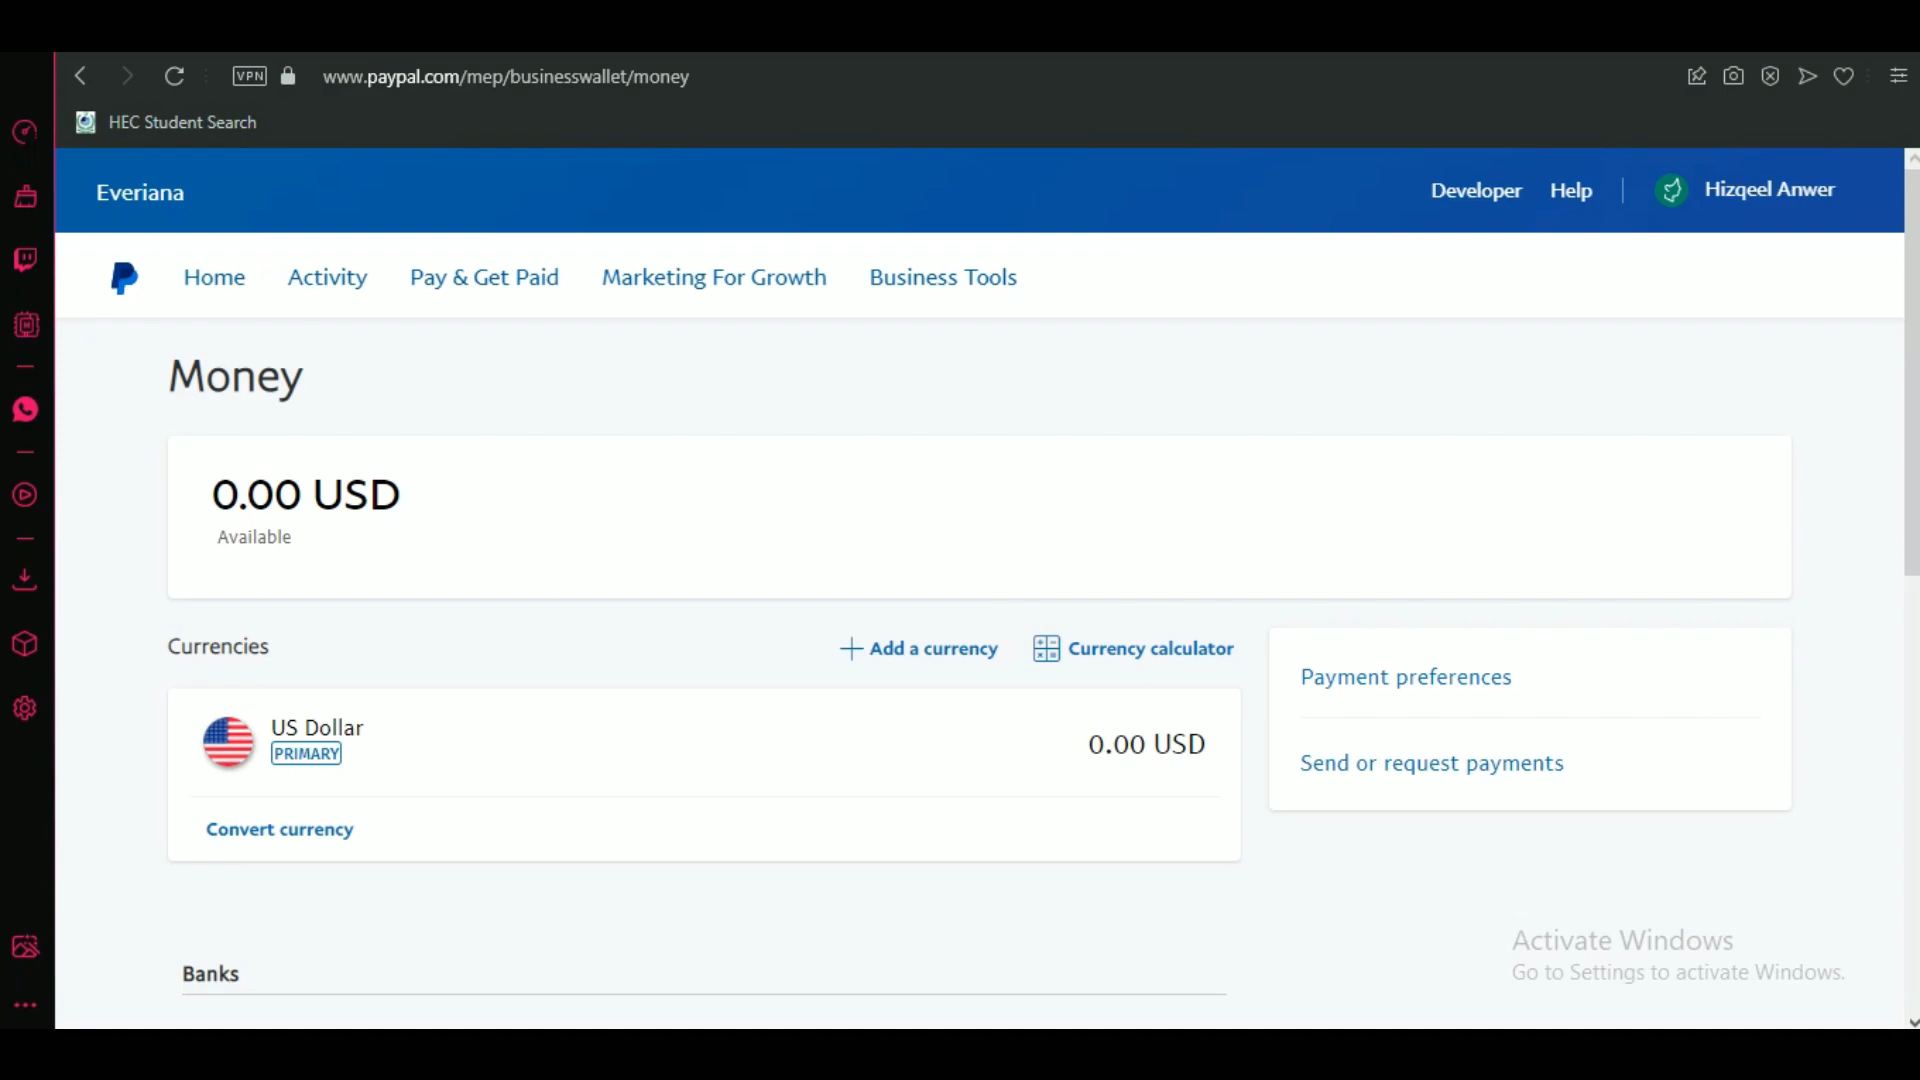 VPN
www.paypal.com/mep/businesswallet/money
HEC Student Search
Everiana
Developer Help Hizqeel Anwer
Home Activity Pay & Get Paid Marketing For Growth Business Tools
Money
0.00 USD
Available
Currencies
Add a currency
Currency calculator
US Dollar
PRIMARY
0.00 USD
Convert currency
Payment preferences
Send or request payments
Banks
Activate Windows
Go to Settings to activate Windows.